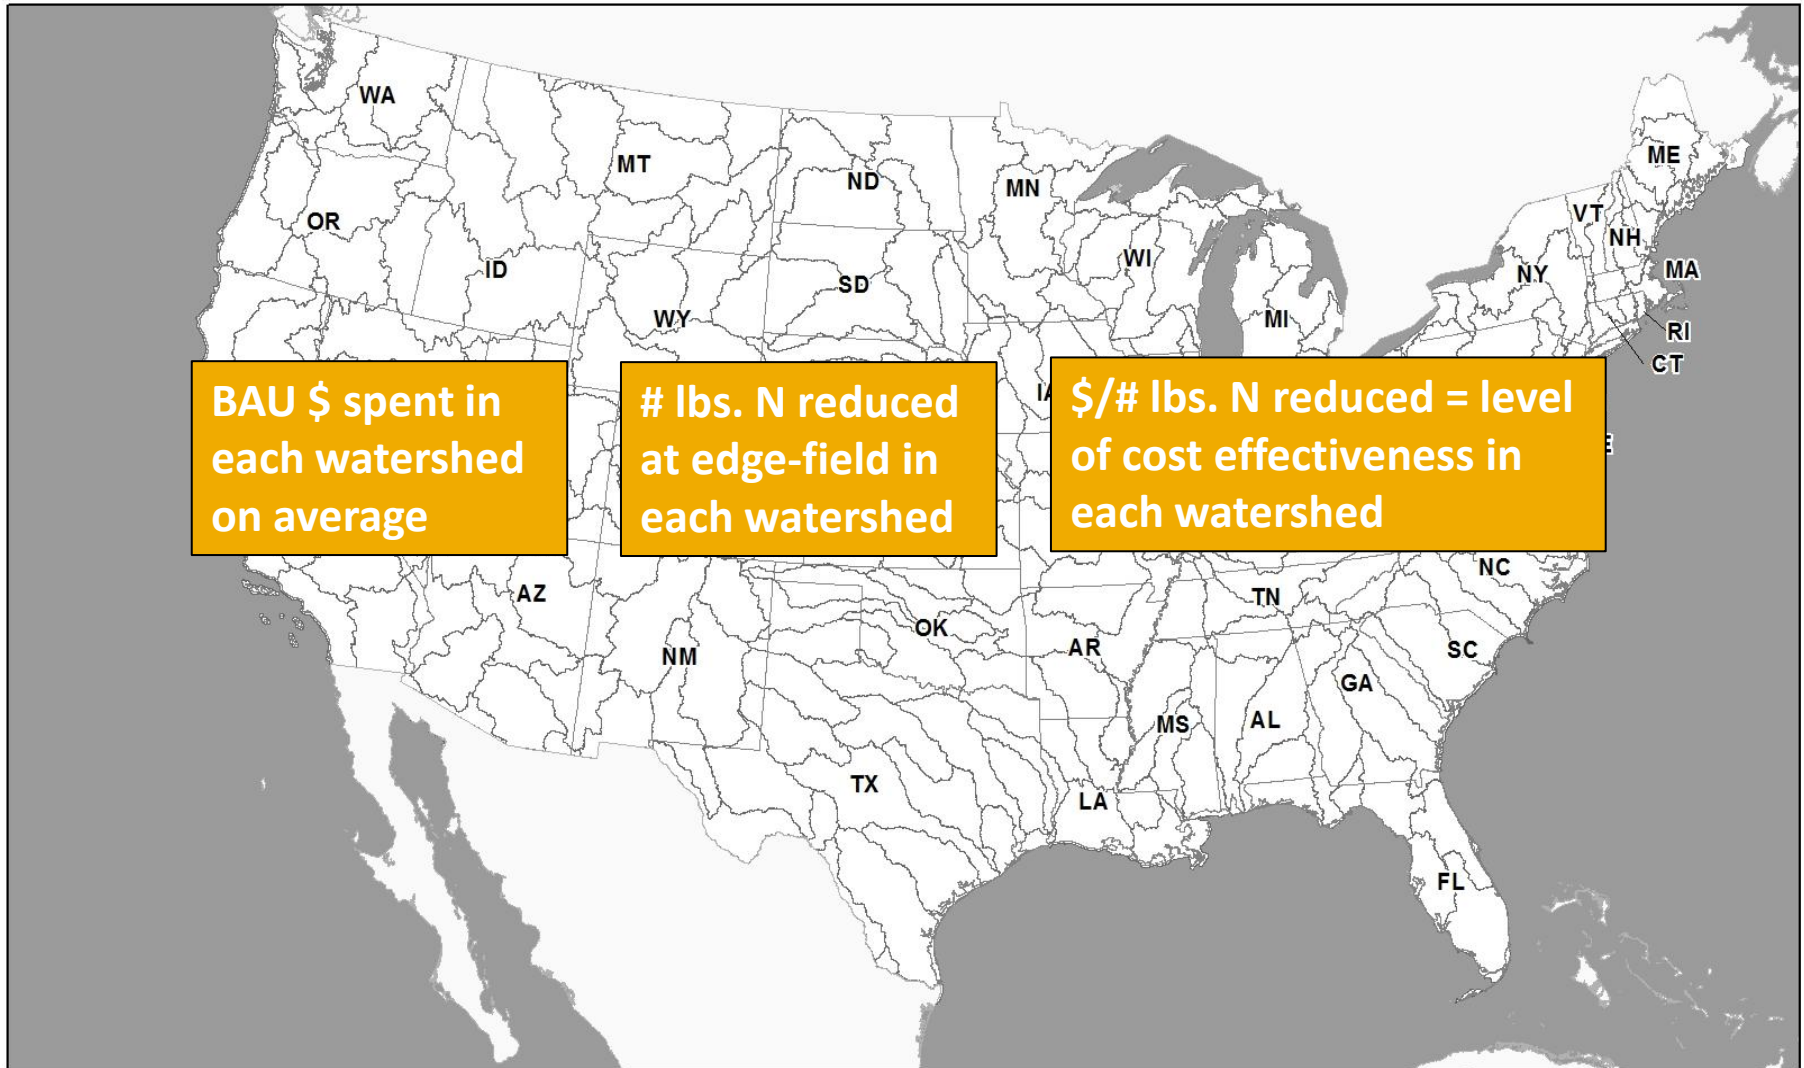 WA
MT
ND
MN
ME
OR
VT
NH
ID
WI
NY
MA
SD
WY
MI
RI
CT
BAU $ spent in
each watershed
on average
# lbs. N reduced
at edge-field in
each watershed
$/# lbs. N reduced = level
of cost effectiveness in
each watershed
AZ
NC
TN
OK
AR
NM
SC
GA
MS
AL
TX
LA
FL